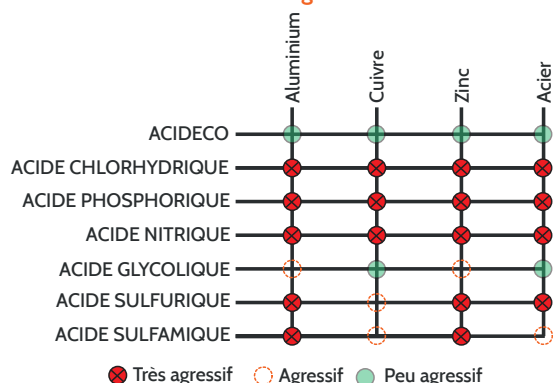 Aluminium
Cuivre
Zinc
Acier
ACIDECO
ACIDE CHLORHYDRIQUE
ACIDE PHOSPHORIQUE
ACIDE NITRIQUE
ACIDE GLYCOLIQUE
ACIDE SULFURIQUE
ACIDE SULFAMIQUE
Très agressif Agressif Peu agressif